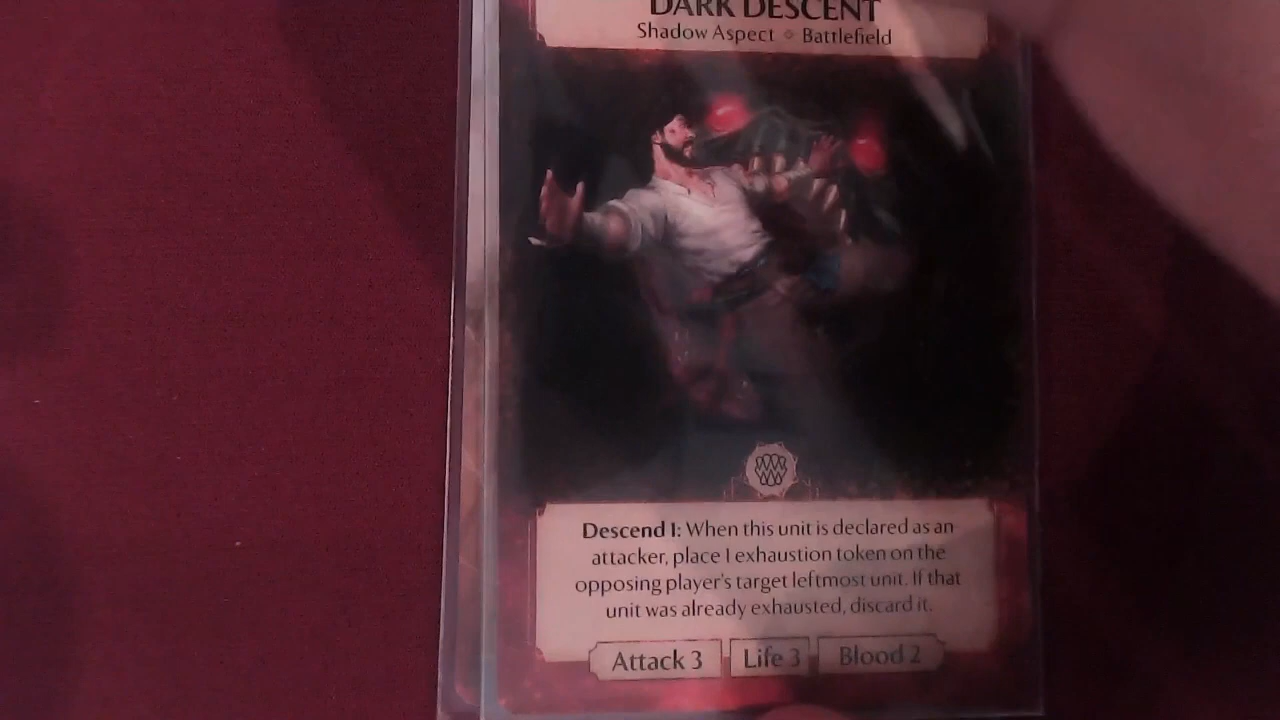 DARK DESCENT
Shadow Aspect ◇ Battlefield
Descend 1: When this unit is declared as an
attacker, place 1 exhaustion token on the
opposing player's target leftmost unit. If that
unit was already exhausted, discard it.
Attack 3 Life 3 Blood 2